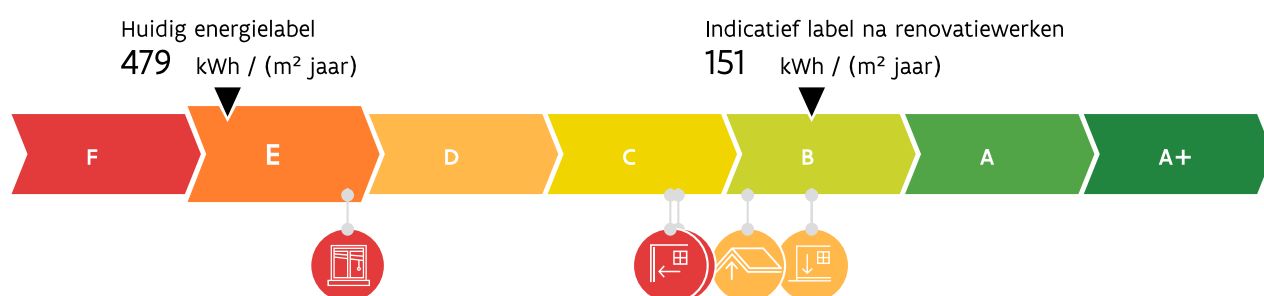 Huidig energielabel
479 kWh / (m² jaar)
Indicatief label na renovatiewerken
151 kWh / (m² jaar)
F E D C B A A+